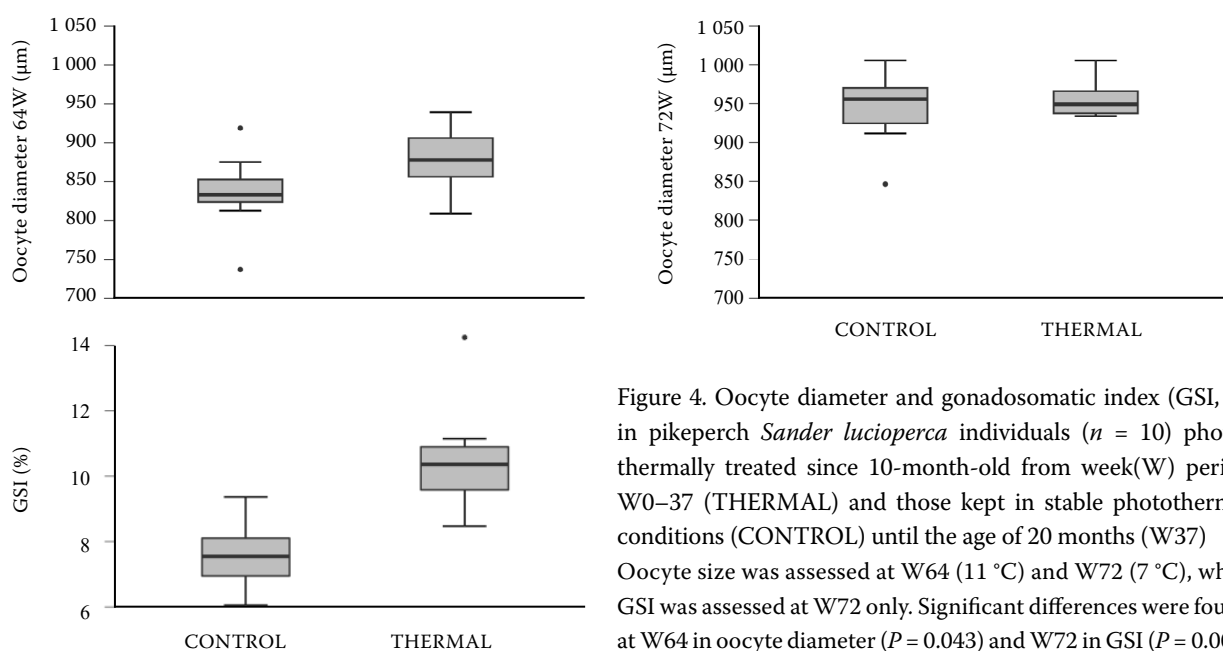 1 050
1 000
950
900
850
800
750
700
Oocyte diameter 64W (µm)
14
12
10
8
6
GSI (%)
CONTROL THERMAL
1 050
1 000
950
900
850
800
750
700
Oocyte diameter 72W (µm)
CONTROL THERMAL
Figure 4. Oocyte diameter and gonadosomatic index (GSI,
in pikeperch Sander lucioperca individuals (n = 10) pho
thermally treated since 10-month-old from week(W) peri
W0–37 (THERMAL) and those kept in stable phototherm
conditions (CONTROL) until the age of 20 months (W37)
Oocyte size was assessed at W64 (11 °C) and W72 (7 °C), wh
GSI was assessed at W72 only. Significant differences were fou
at W64 in oocyte diameter (P = 0.043) and W72 in GSI (P = 0.00